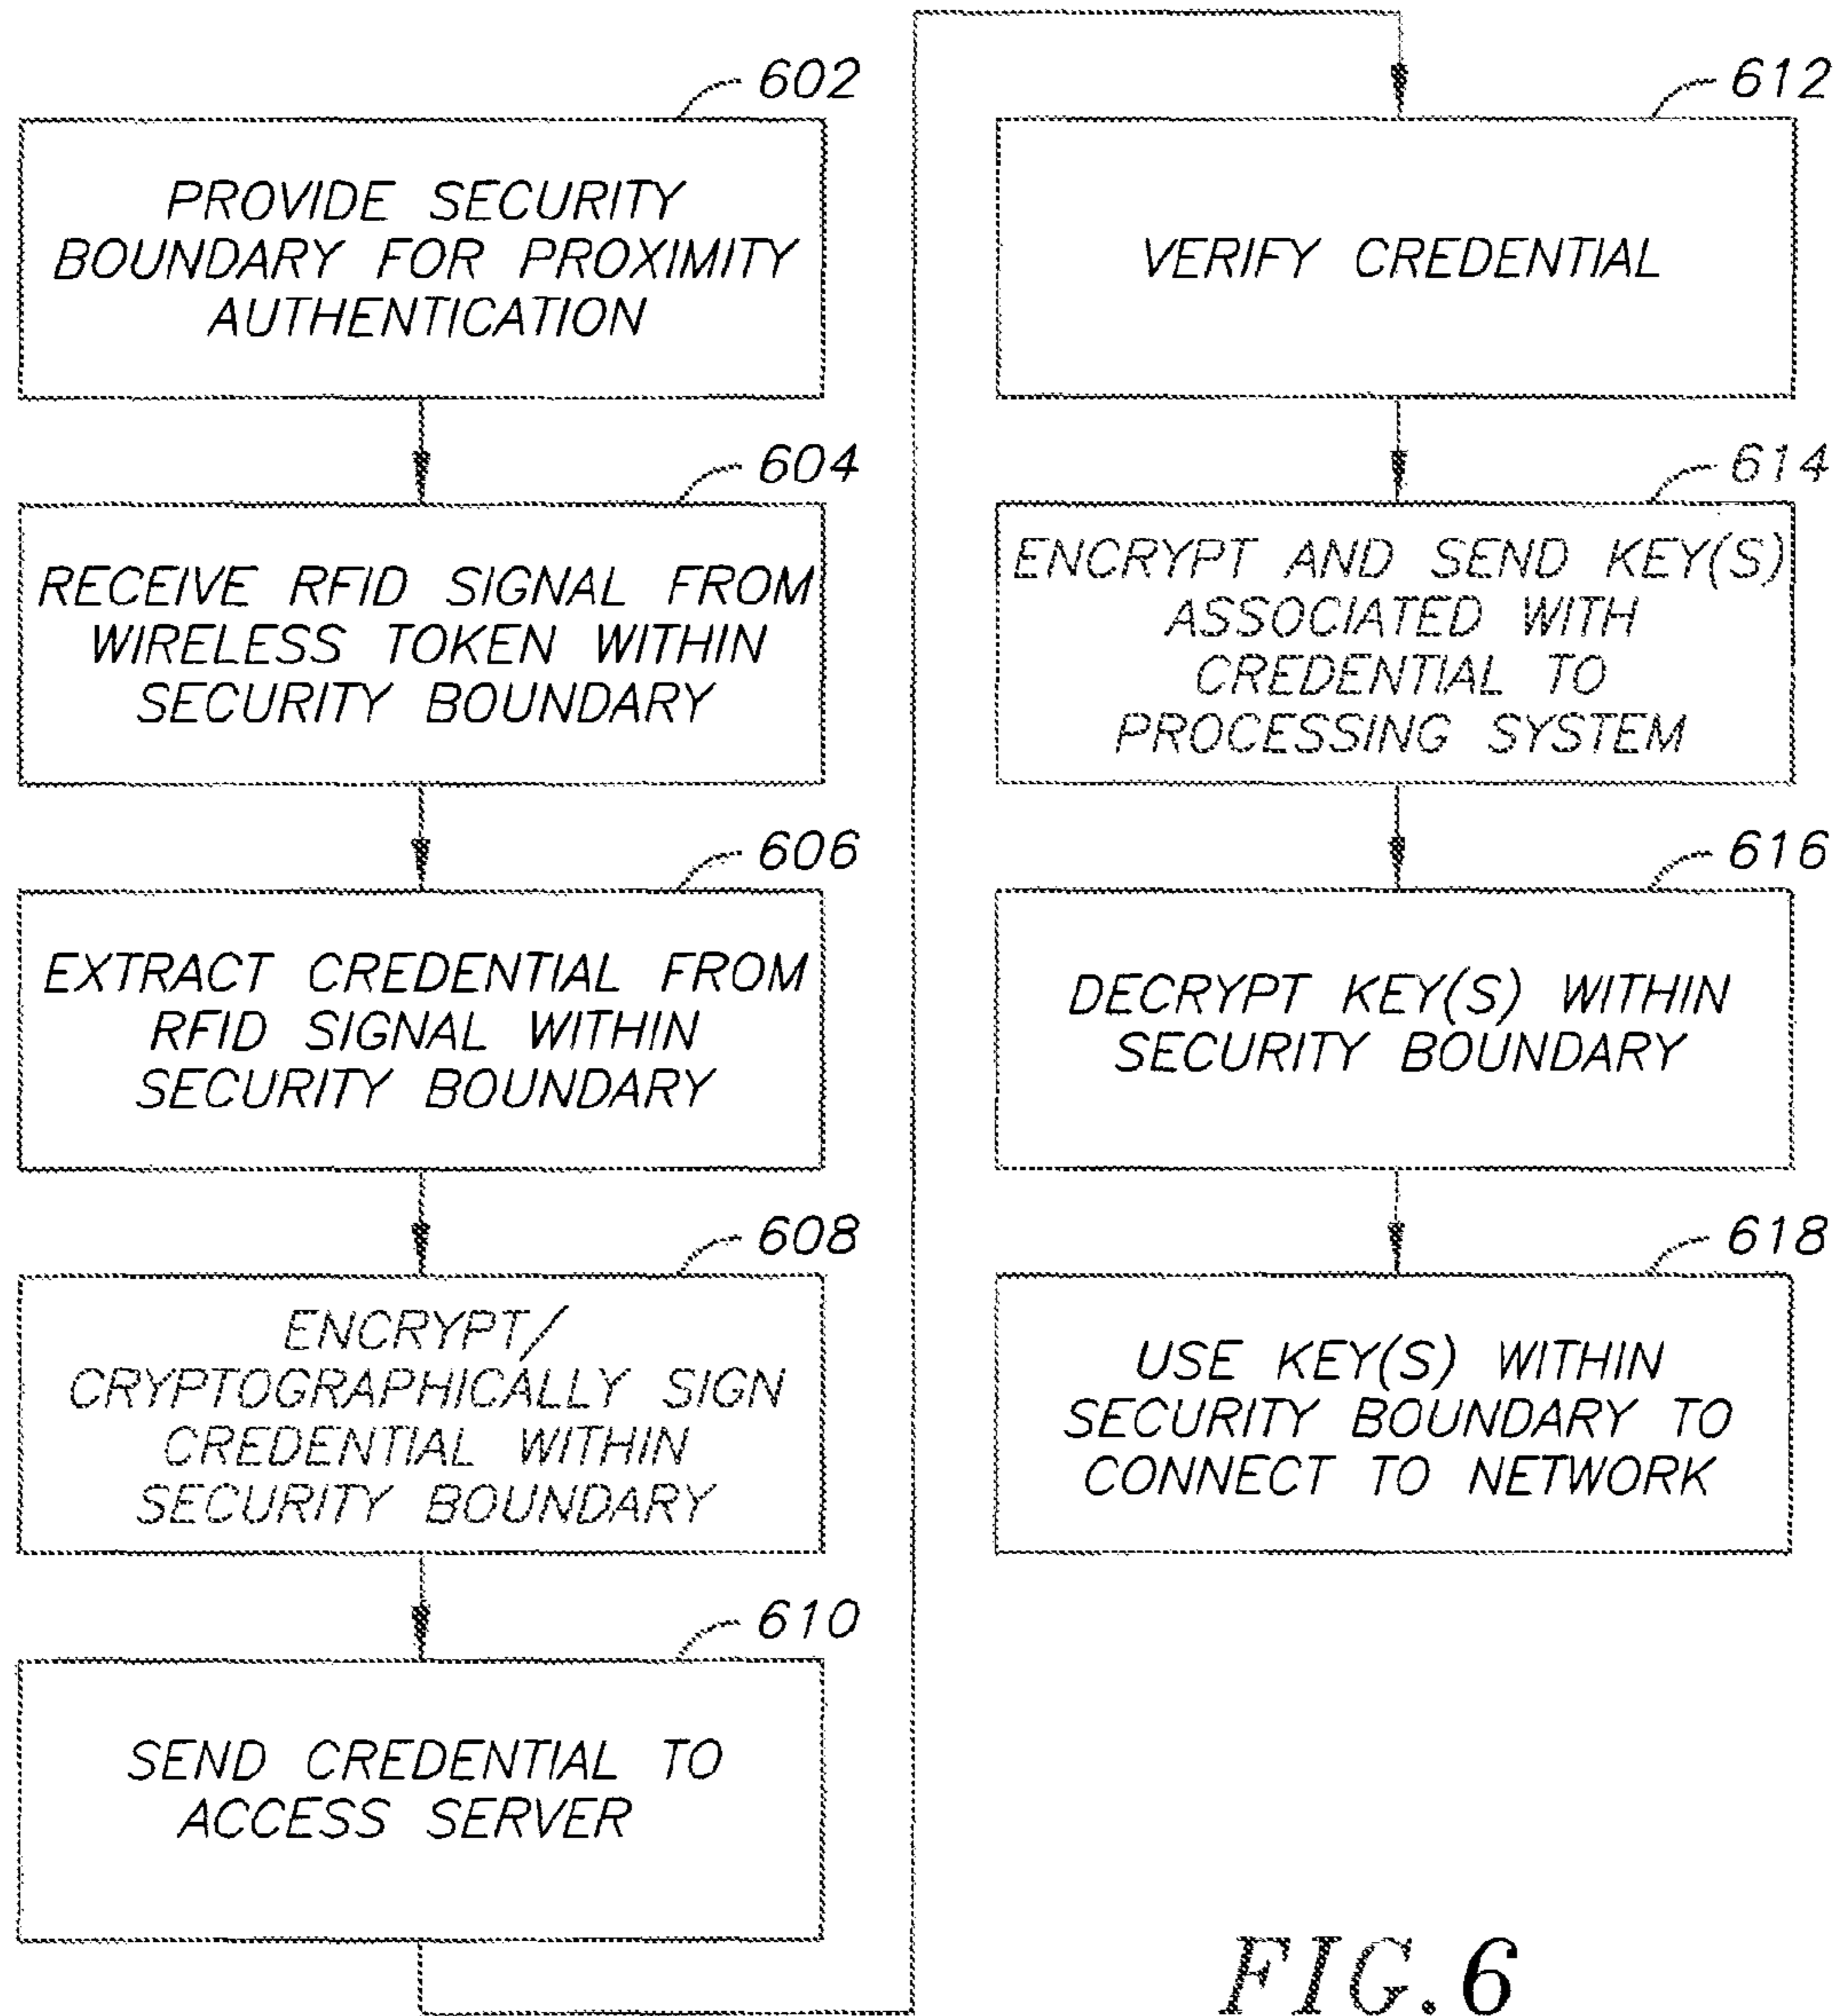 602
PROVIDE SECURITY
BOUNDARY FOR PROXIMITY
AUTHENTICATION
604
RECEIVE RFID SIGNAL FROM
WIRELESS TOKEN WITHIN
SECURITY BOUNDARY
606
EXTRACT CREDENTIAL FROM
RFID SIGNAL WITHIN
SECURITY BOUNDARY
608
ENCRYPT/
CRYPTOGRAPHICALLY SIGN
CREDENTIAL WITHIN
SECURITY BOUNDARY
610
SEND CREDENTIAL TO
ACCESS SERVER
612
VERIFY CREDENTIAL
614
ENCRYPT AND SEND KEY(S)
ASSOCIATED WITH
CREDENTIAL TO
PROCESSING SYSTEM
616
DECRYPT KEY(S) WITHIN
SECURITY BOUNDARY
618
USE KEY(S) WITHIN
SECURITY BOUNDARY TO
CONNECT TO NETWORK
FIG. 6